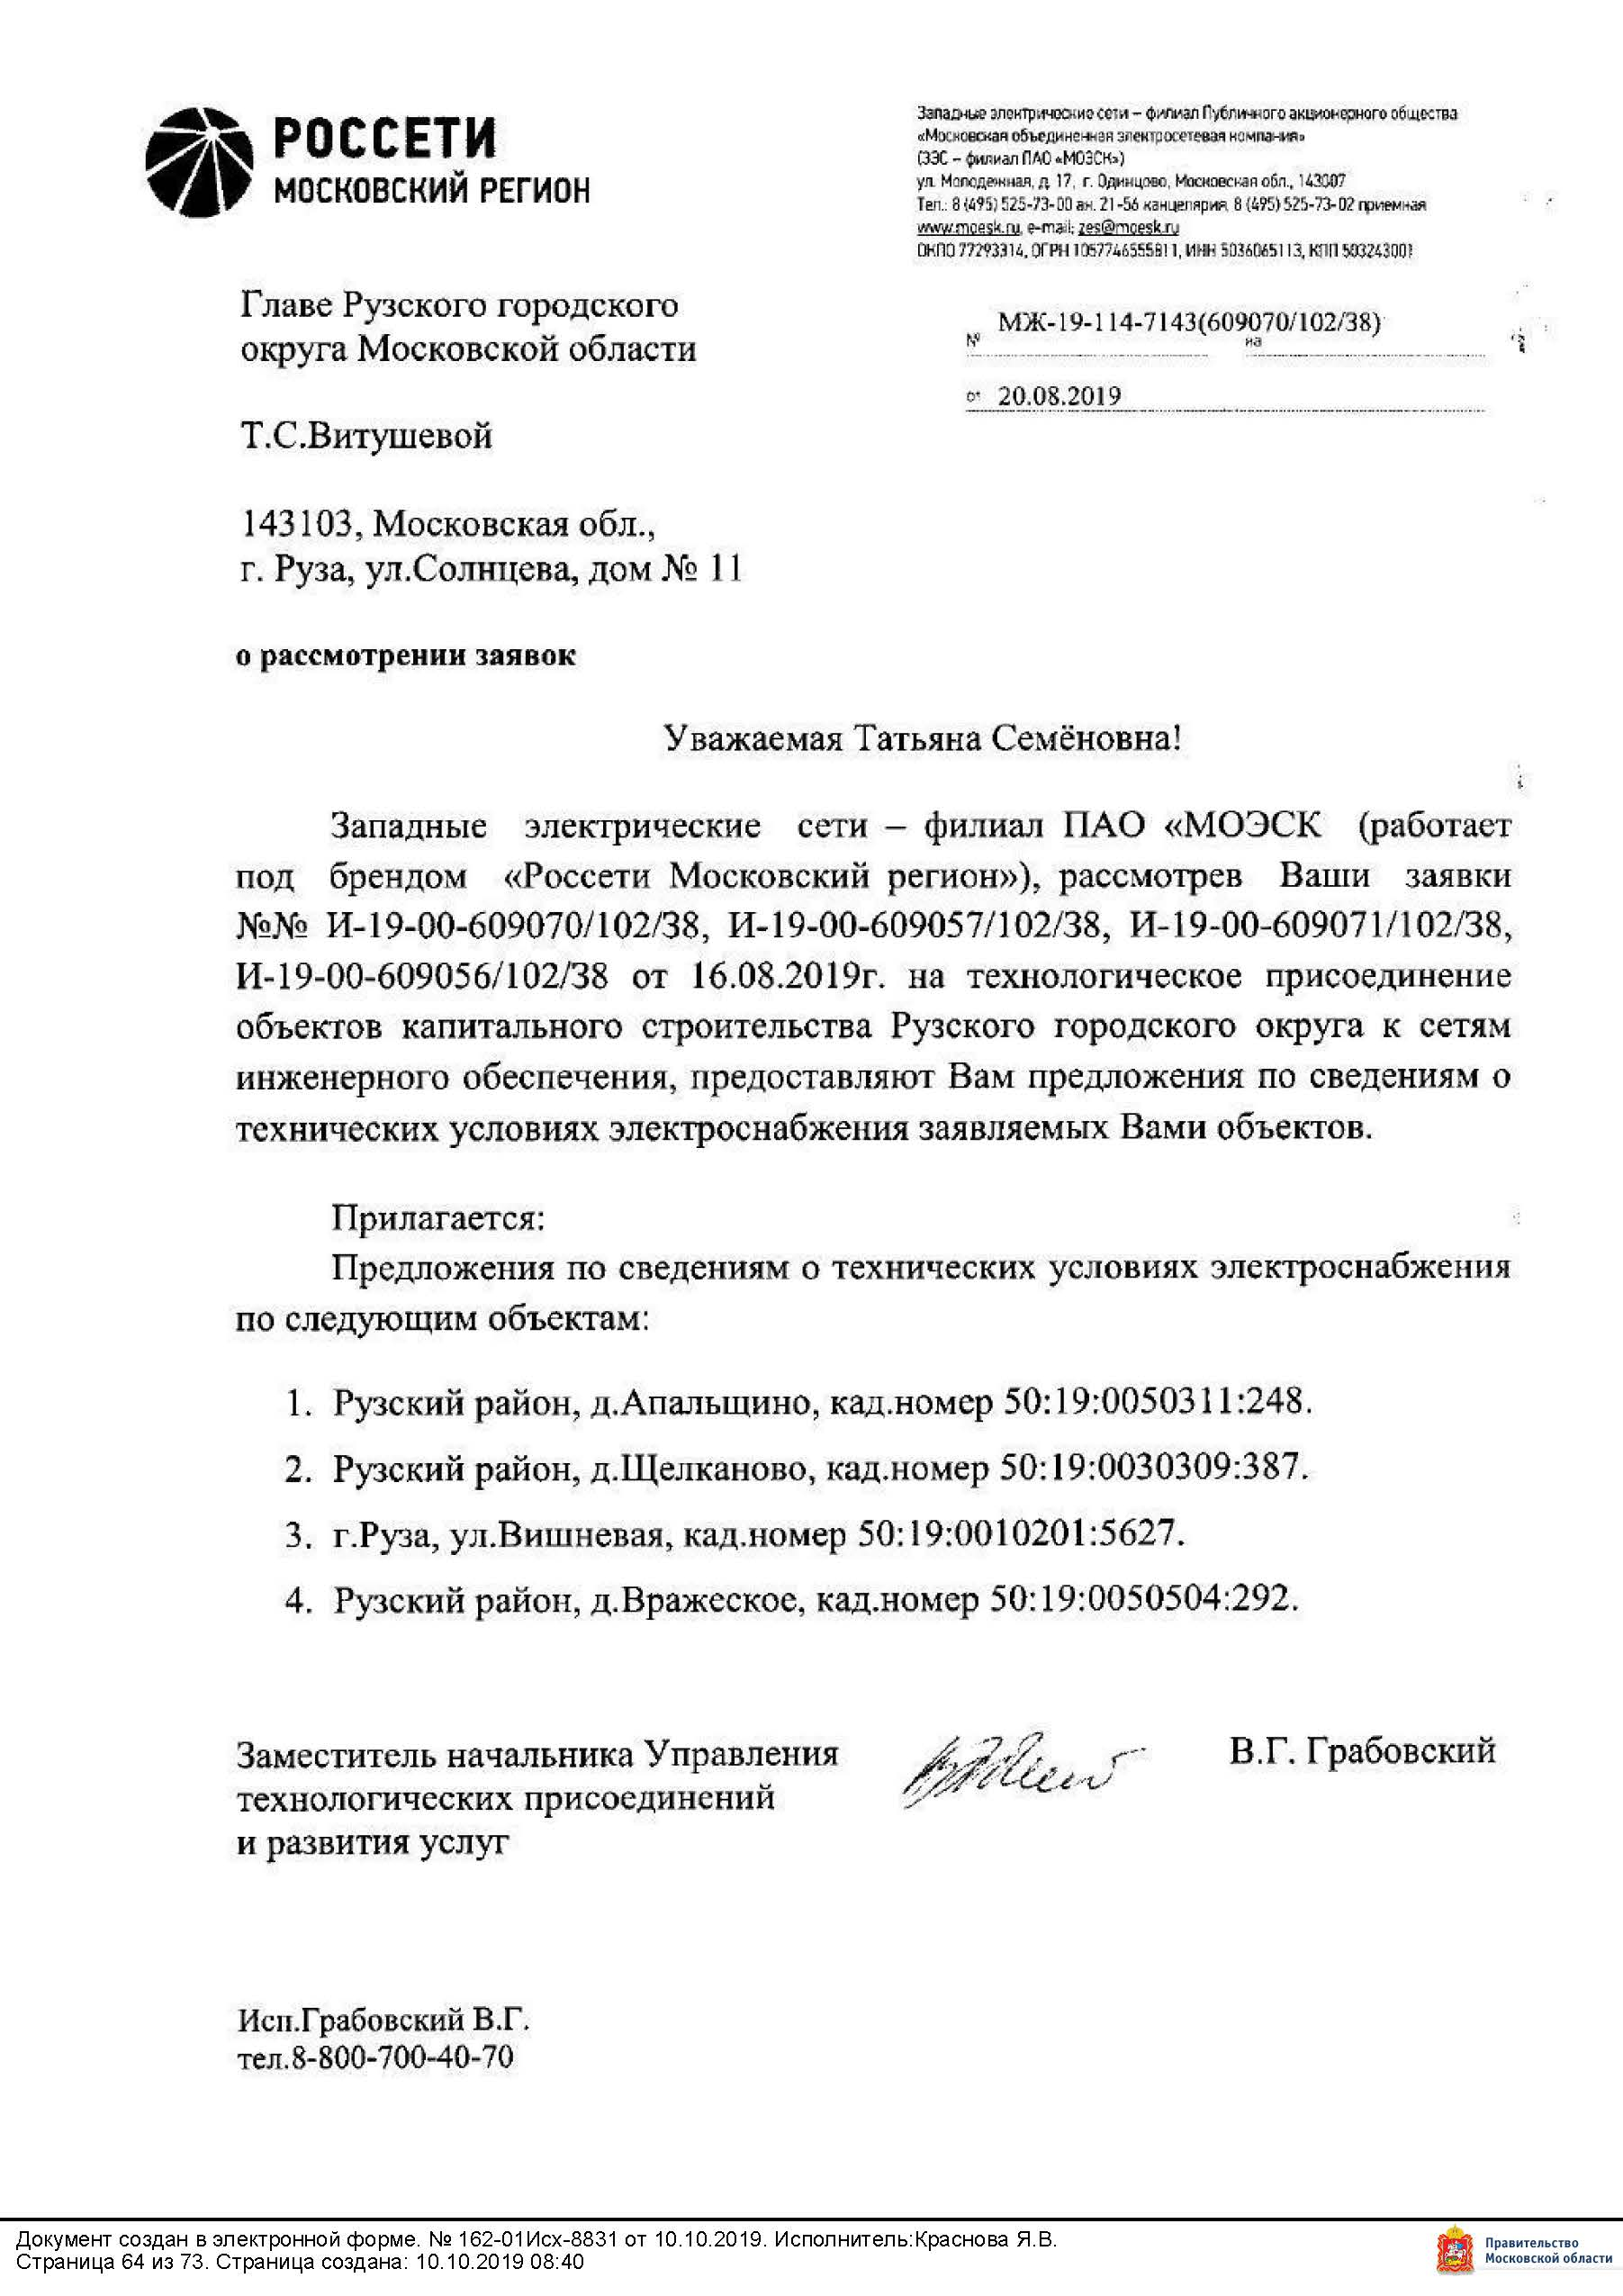 РОССЕТИ
МОСКОВСКИЙ РЕГИОН
Западные электрические сети – филиал Публичного акционерного общества
«Московская объединенная электросетевая компания»
(ЗЭС – филиал ПАО «МОЭСК»)
ул. Молодежная, д. 17, г. Одинцово, Московская обл., 143007
Тел.: 8 (495) 525-73-00 вн. 21-56 канцелярия, 8 (495) 525-73-02 приемная
www.moesk.ru, e-mail: zes@moesk.ru
ОКПО 77293314, ОГРН 1057746555811, ИНН 5036065113, КПП 503243001
Главе Рузского городского
округа Московской области
№ МЖ-19-114-7143(609070/102/38)
на
от 20.08.2019
Т.С.Витушевой
143103, Московская обл.,
г. Руза, ул.Солнцева, дом № 11
о рассмотрении заявок
Уважаемая Татьяна Семёновна!
Западные электрические сети – филиал ПАО «МОЭСК (работает
под брендом «Россети Московский регион»), рассмотрев Ваши заявки
№№ И-19-00-609070/102/38, И-19-00-609057/102/38, И-19-00-609071/102/38,
И-19-00-609056/102/38 от 16.08.2019г. на технологическое присоединение
объектов капитального строительства Рузского городского округа к сетям
инженерного обеспечения, предоставляют Вам предложения по сведениям о
технических условиях электроснабжения заявляемых Вами объектов.
Прилагается:
Предложения по сведениям о технических условиях электроснабжения
по следующим объектам:
1. Рузский район, д.Апальщино, кад.номер 50:19:0050311:248.
2. Рузский район, д.Щелканово, кад.номер 50:19:0030309:387.
3. г.Руза, ул.Вишневая, кад.номер 50:19:0010201:5627.
4. Рузский район, д.Вражеское, кад.номер 50:19:0050504:292.
Заместитель начальника Управления
технологических присоединений
и развития услуг
В.Г. Грабовский
Исп.Грабовский В.Г.
тел.8-800-700-40-70
Документ создан в электронной форме. № 162-01Исх-8831 от 10.10.2019. Исполнитель:Краснова Я.В.
Страница 64 из 73. Страница создана: 10.10.2019 08:40
Правительство
Московской области